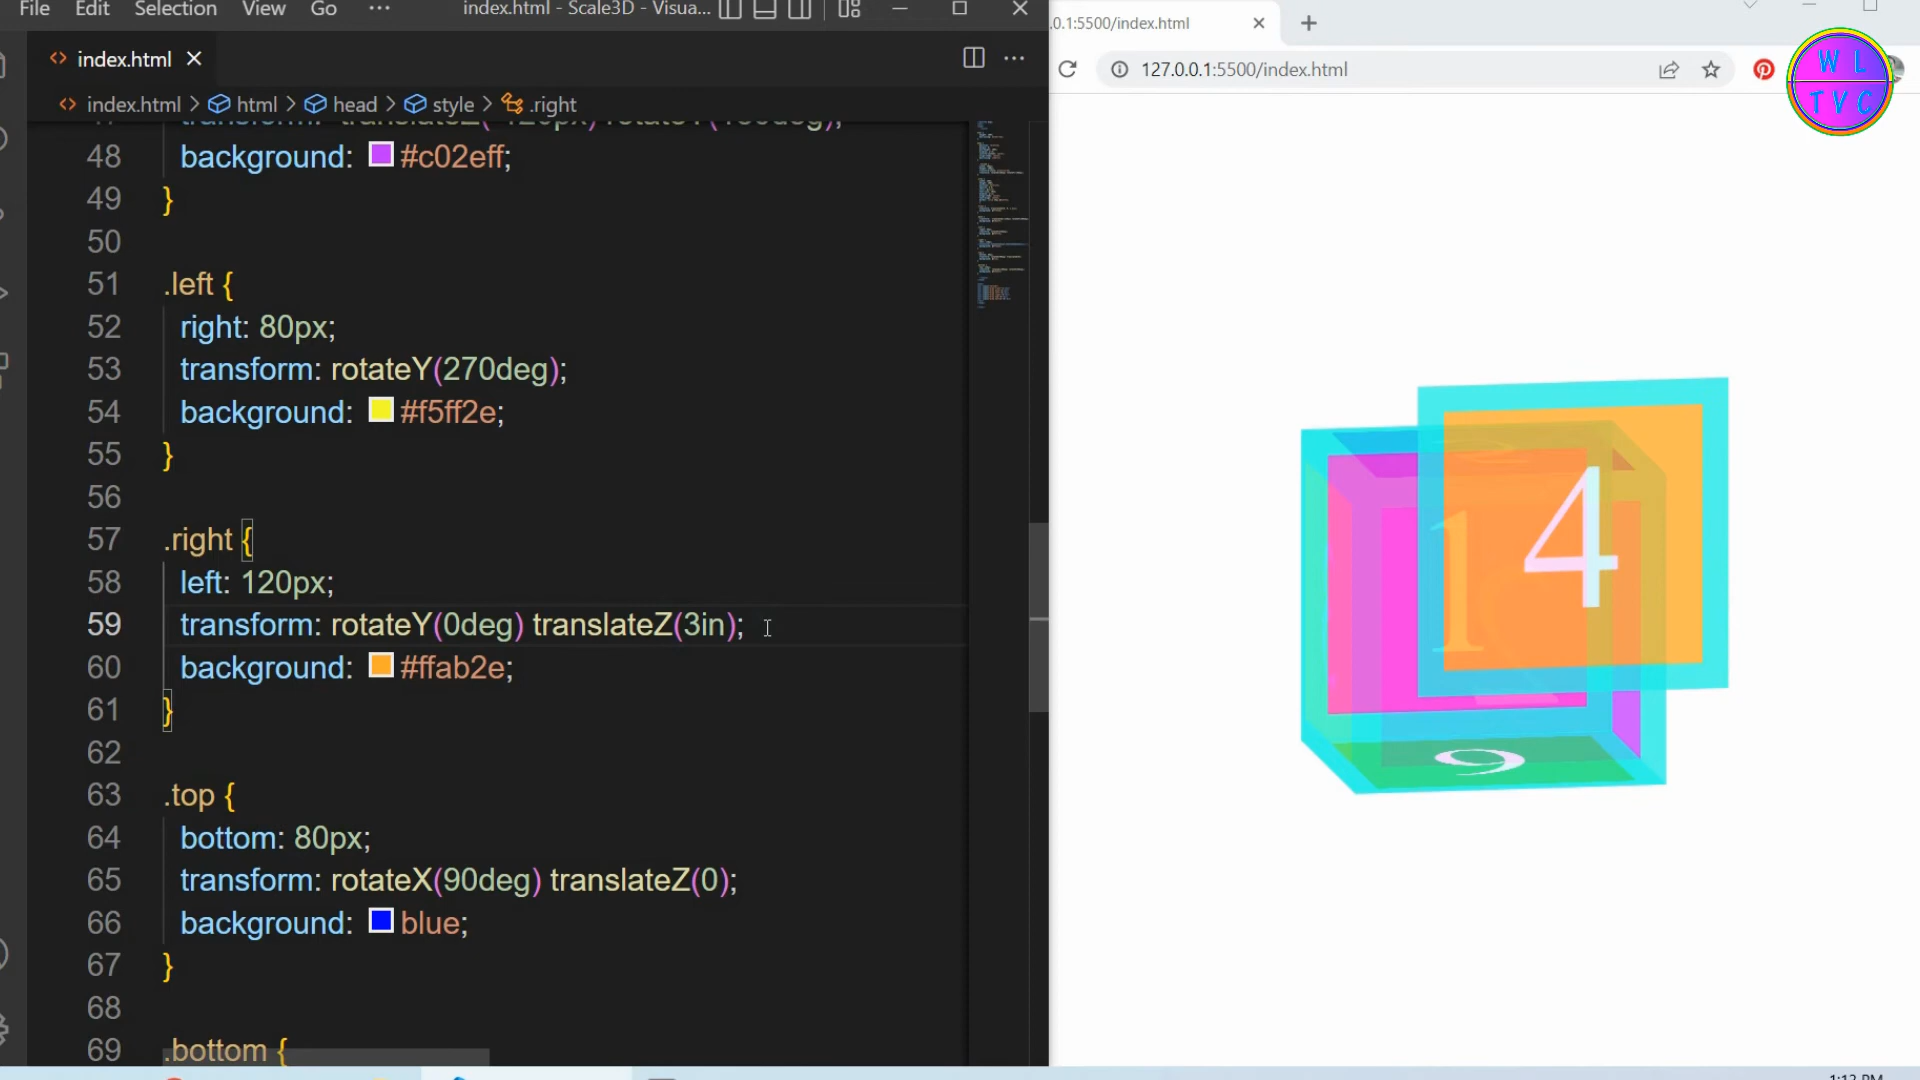 File Edit Selection View Go ···
index.html - Scale3D - Visua...
index.html
index.html > html > head > style > .right
48 background: #c02eff;
49 }
50
51 .left {
52 right: 80px;
53 transform: rotateY(270deg);
54 background: #f5ff2e;
55 }
56
57 .right {
58 left: 120px;
59 transform: rotateY(0deg) translateZ(3in);
60 background: #ffab2e;
61 }
62
63 .top {
64 bottom: 80px;
65 transform: rotateX(90deg) translateZ(0);
66 background: blue;
67 }
68
69 .bottom {
.0.1:5500/index.html
127.0.0.1:5500/index.html
W L
T V C
4
1
6